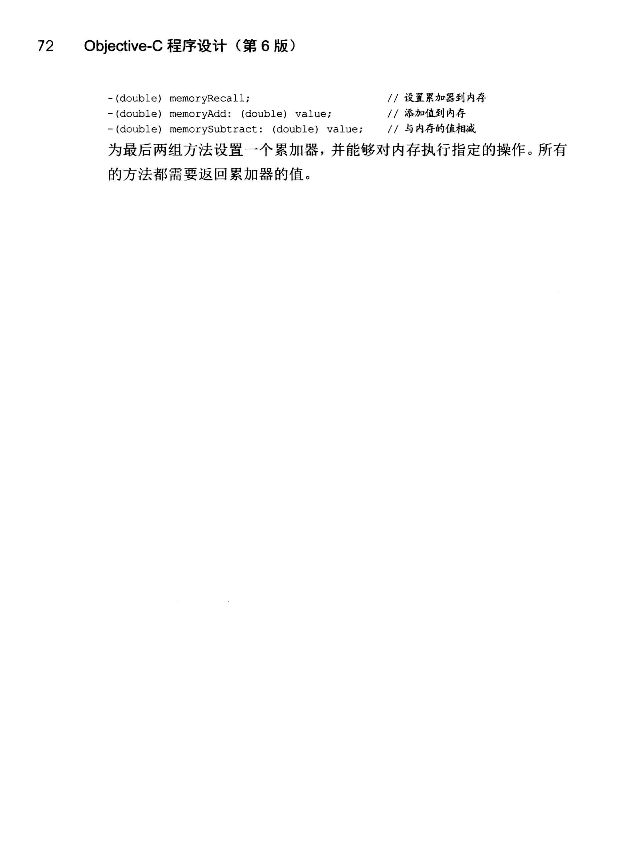 72 Objective-C 程序设计（第 6 版）
-(double) memoryRecall; // 设置累加器到内存
-(double) memoryAdd: (double) value; // 添加值到内存
-(double) memorySubtract: (double) value; // 与内存的值相减
为最后两组方法设置一个累加器，并能够对内存执行指定的操作。所有
的方法都需要返回累加器的值。